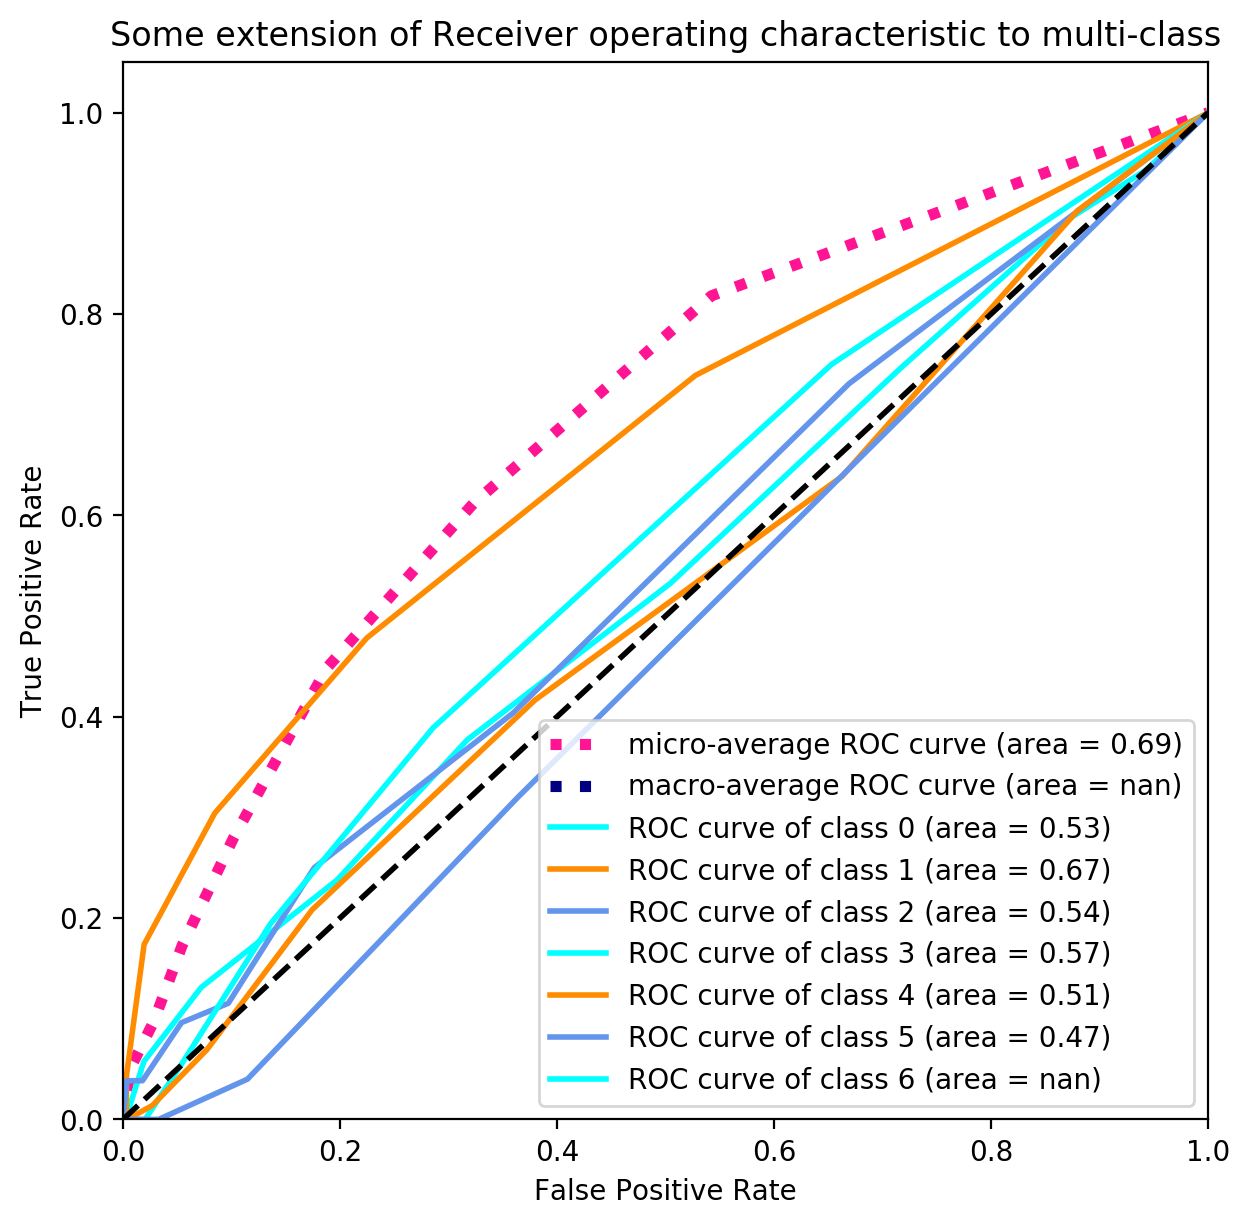 Some extension of Receiver operating characteristic to multi-class
1.0
0.8
0.6
0.4
0.2
0.0
True Positive Rate
micro-average ROC curve (area = 0.69)
macro-average ROC curve (area = nan)
ROC curve of class 0 (area = 0.53)
ROC curve of class 1 (area = 0.67)
ROC curve of class 2 (area = 0.54)
ROC curve of class 3 (area = 0.57)
ROC curve of class 4 (area = 0.51)
ROC curve of class 5 (area = 0.47)
ROC curve of class 6 (area = nan)
0.0 0.2 0.4 0.6 0.8 1.0
False Positive Rate